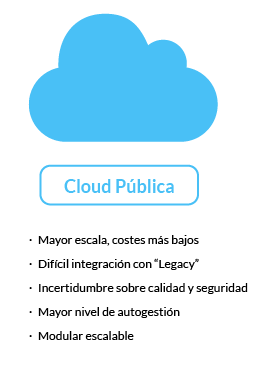 Cloud Pública
· Mayor escala, costes más bajos
· Difícil integración con “Legacy”
· Incertidumbre sobre calidad y seguridad
· Mayor nivel de autogestión
· Modular escalable